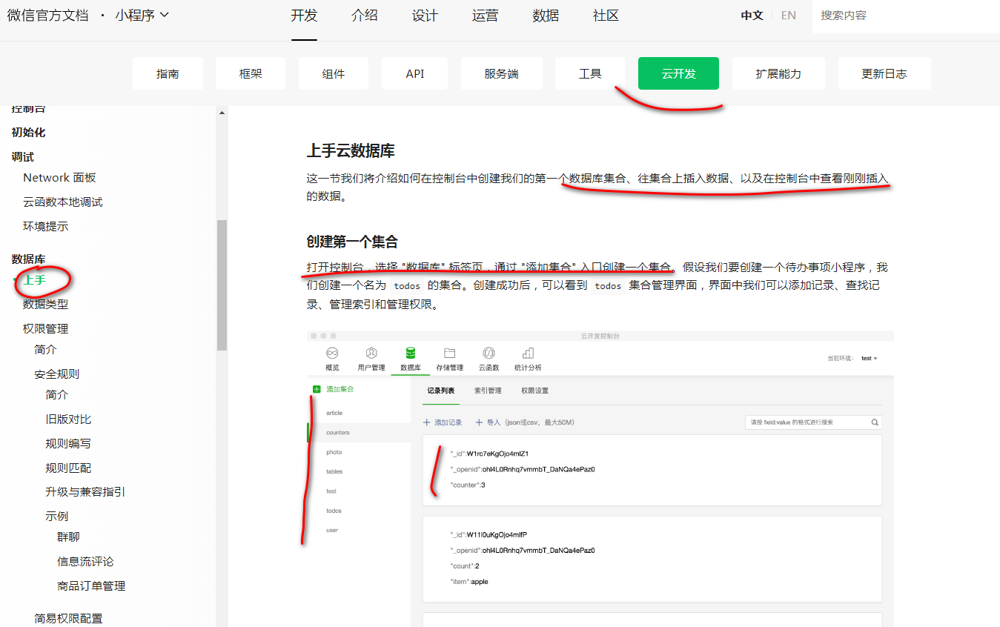 微信官方文档 · 小程序
开发 介绍 设计 运营 数据 社区
中文 EN
搜索内容
指南 框架 组件 API 服务端 工具 云开发 扩展能力 更新日志
控制台
初始化
调试
Network 面板
云函数本地调试
环境提示
数据库
上手
数据类型
权限管理
简介
安全规则
简介
旧版对比
规则编写
规则匹配
升级与兼容指引
示例
群聊
信息流评论
商品订单管理
简易权限配置
上手云数据库
这一节我们将介绍如何在控制台中创建我们的第一个数据库集合、往集合上插入数据、以及在控制台中查看刚刚插入
的数据。
创建第一个集合
打开控制台，选择 "数据库" 标签页，通过 "添加集合" 入口创建一个集合。假设我们要创建一个待办事项小程序，我
们创建一个名为 todos 的集合。创建成功后，可以看到 todos 集合管理界面，界面中我们可以添加记录、查找记
录、管理索引和管理权限。
云开发控制台
概览 用户管理 数据库 存储管理 云函数 统计分析
当前环境： test
添加集合
article
counters
photo
tables
test
todos
user
记录列表 索引管理 权限设置
添加记录 导入 （json或csv，最大50M）
请按 field:value 的格式进行搜索
"_id":W1rc7eKgOjo4mIZ1
"_openid":ohl4L0Rnhq7vmmbT_DaNQa4ePaz0
"counter":3
"_id":W11l0uKgOjo4mIfP
"_openid":ohl4L0Rnhq7vmmbT_DaNQa4ePaz0
"count":2
"item":apple